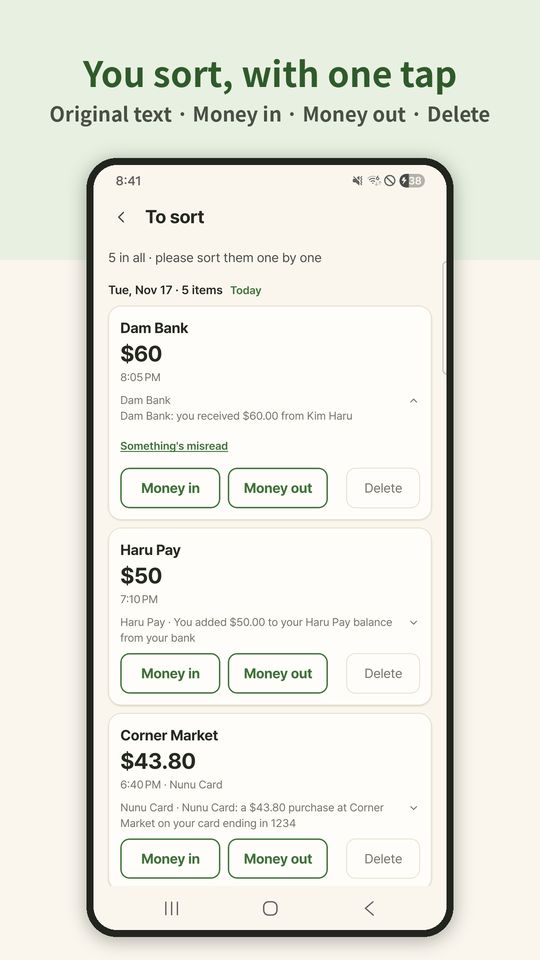 You sort, with one tap
Original text · Money in · Money out · Delete
8:41
38
To sort
5 in all · please sort them one by one
Tue, Nov 17 · 5 items Today
Dam Bank
$60
8:05 PM
Dam Bank
Dam Bank: you received $60.00 from Kim Haru
Something's misread
Money in Money out Delete
Haru Pay
$50
7:10 PM
Haru Pay · You added $50.00 to your Haru Pay balance
from your bank
Money in Money out Delete
Corner Market
$43.80
6:40 PM · Nunu Card
Nunu Card · Nunu Card: a $43.80 purchase at Corner
Market on your card ending in 1234
Money in Money out Delete